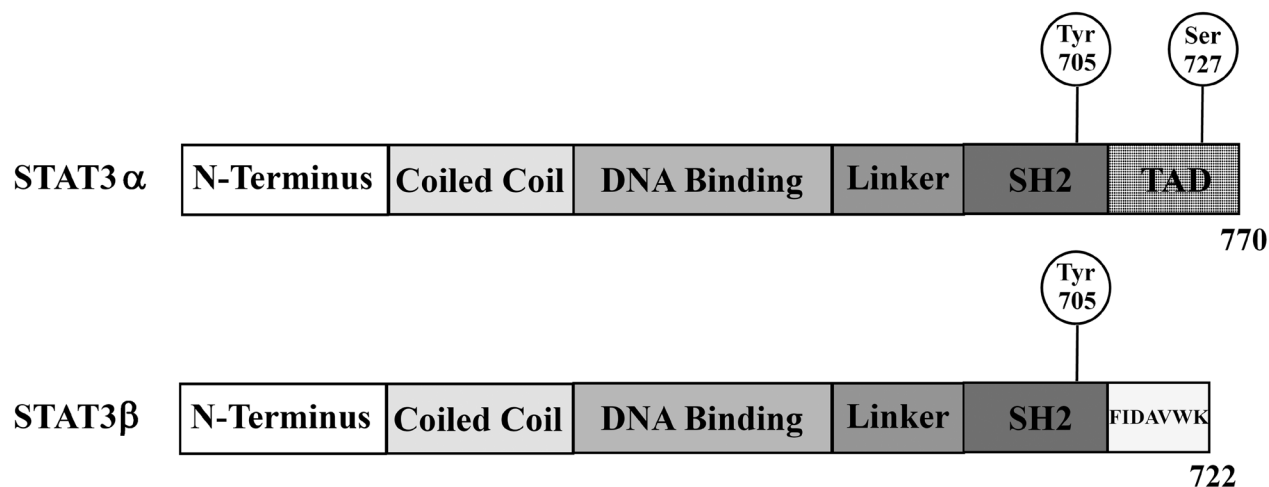 Tyr
705
Ser
727
STAT3α
N-Terminus
Coiled Coil
DNA Binding
Linker
SH2
TAD
770
Tyr
705
STAT3β
N-Terminus
Coiled Coil
DNA Binding
Linker
SH2
FIDAVWK
722